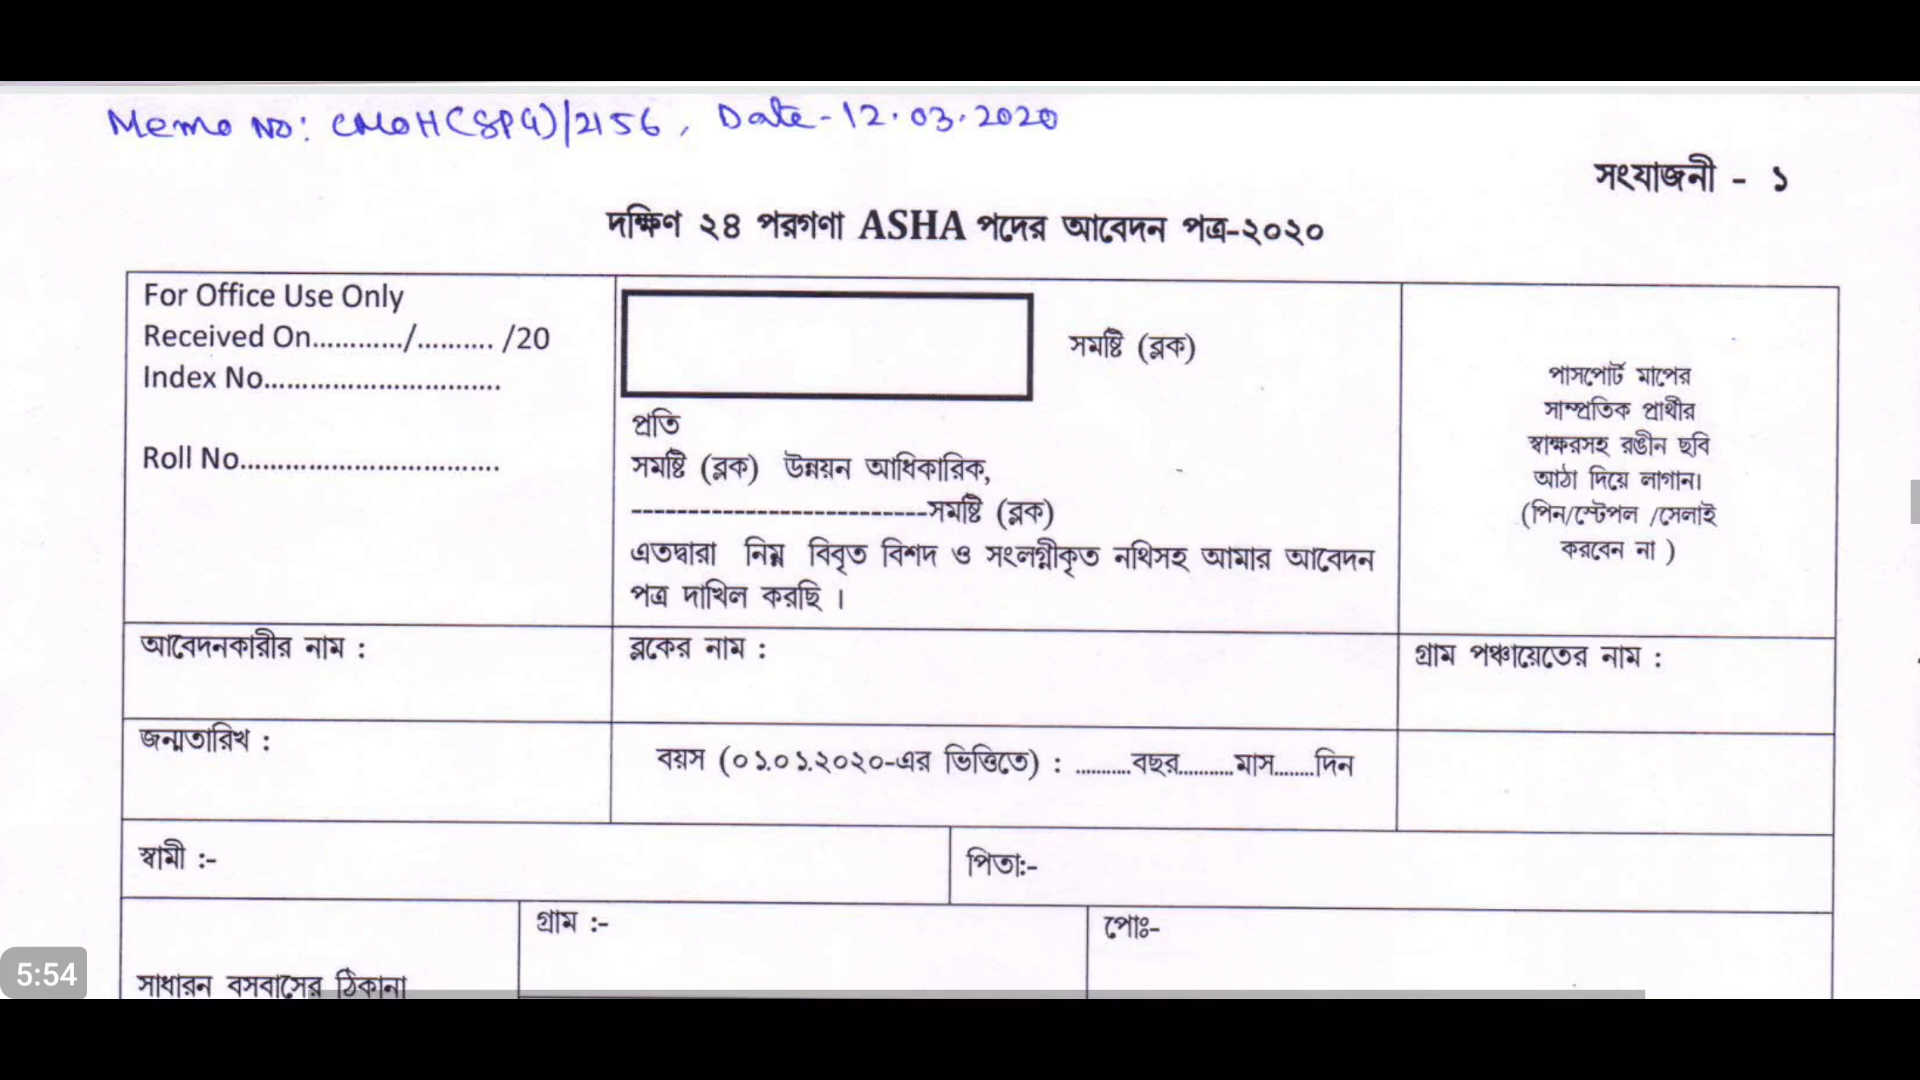 Memo No: CMOH(SPG)/2156, Date-12.03.2020
সংযাজনী - ১
দক্ষিণ ২৪ পরগণা ASHA পদের আবেদন পত্র-২০২০
For Office Use Only
Received On............/.......... /20
Index No...............................
Roll No..................................
সমষ্টি (ব্লক)
প্রতি
সমষ্টি (ব্লক) উন্নয়ন আধিকারিক,
--------------------------সমষ্টি (ব্লক)
এতদ্বারা নিম্ন বিবৃত বিশদ ও সংলগ্নীকৃত নথিসহ আমার আবেদন
পত্র দাখিল করছি ।
পাসপোর্ট মাপের
সাম্প্রতিক প্রার্থীর
স্বাক্ষরসহ রঙীন ছবি
আঠা দিয়ে লাগান।
(পিন/স্টেপল /সেলাই
করবেন না )
আবেদনকারীর নাম :
ব্লকের নাম :
গ্রাম পঞ্চায়েতের নাম :
জন্মতারিখ :
বয়স (০১.০১.২০২০-এর ভিত্তিতে) : ..........বছর..........মাস.......দিন
স্বামী :-
পিতা:-
গ্রাম :-
পোঃ-
সাধারন বসবাসের ঠিকানা
5:54